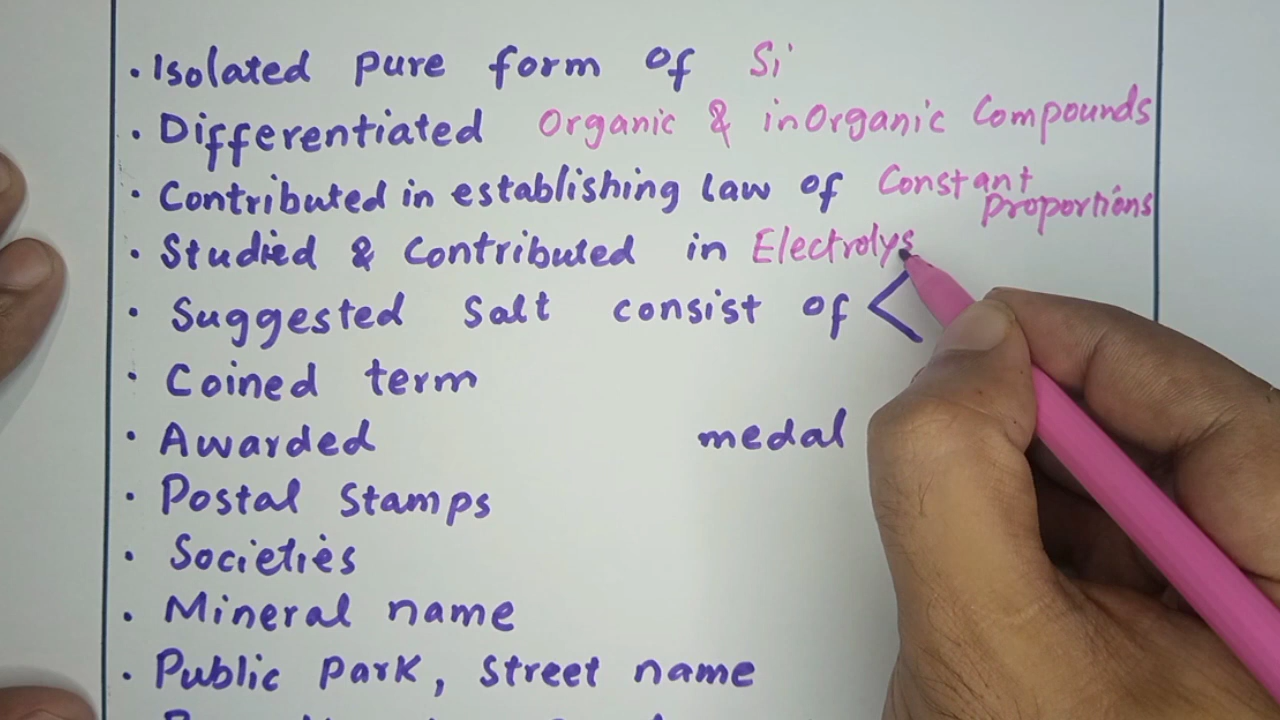 · Isolated pure form of Si
· Differentiated Organic & inOrganic Compounds
· Contributed in establishing law of Constant Proportions
· Studied & Contributed in Electrolys
· Suggested Salt consist of <
· Coined term
· Awarded medal
· Postal Stamps
· Societies
· Mineral name
· Public Park, Street name